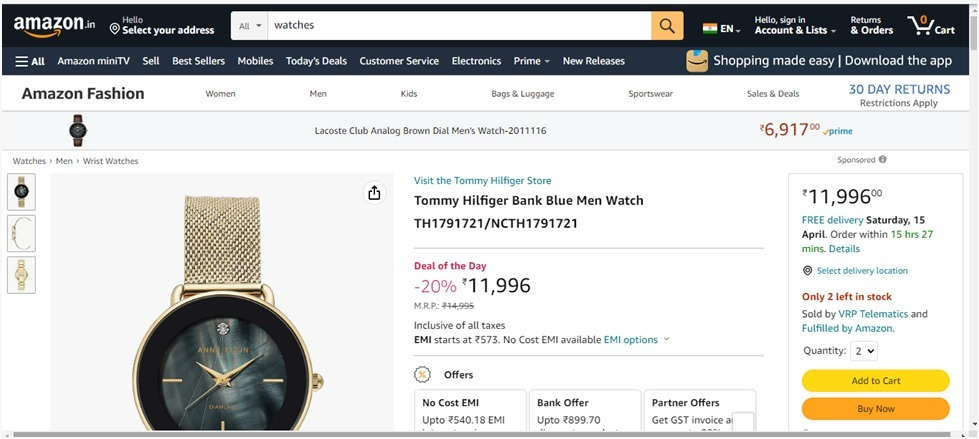 amazon.in
Hello
Select your address
All
watches
EN
Hello, sign in
Account & Lists
Returns
& Orders
0
Cart
All
Amazon miniTV
Sell
Best Sellers
Mobiles
Today's Deals
Customer Service
Electronics
Prime
New Releases
Shopping made easy | Download the app
Amazon Fashion
Women
Men
Kids
Bags & Luggage
Sportswear
Sales & Deals
30 DAY RETURNS
Restrictions Apply
Lacoste Club Analog Brown Dial Men's Watch-2011116
₹6,917⁰⁰ prime
Watches › Men › Wrist Watches
Sponsored
Visit the Tommy Hilfiger Store
Tommy Hilfiger Bank Blue Men Watch
TH1791721/NCTH1791721
Deal of the Day
-20% ₹11,996
M.R.P.: ₹14,995
Inclusive of all taxes
EMI starts at ₹573. No Cost EMI available EMI options
Offers
No Cost EMI
Upto ₹540.18 EMI
Bank Offer
Upto ₹899.70
Partner Offers
Get GST invoice
ANNE KLEIN
DIAMOND
₹11,996⁰⁰
FREE delivery Saturday, 15
April. Order within 15 hrs 27
mins. Details
Select delivery location
Only 2 left in stock
Sold by VRP Telematics and
Fulfilled by Amazon.
Quantity: 2
Add to Cart
Buy Now